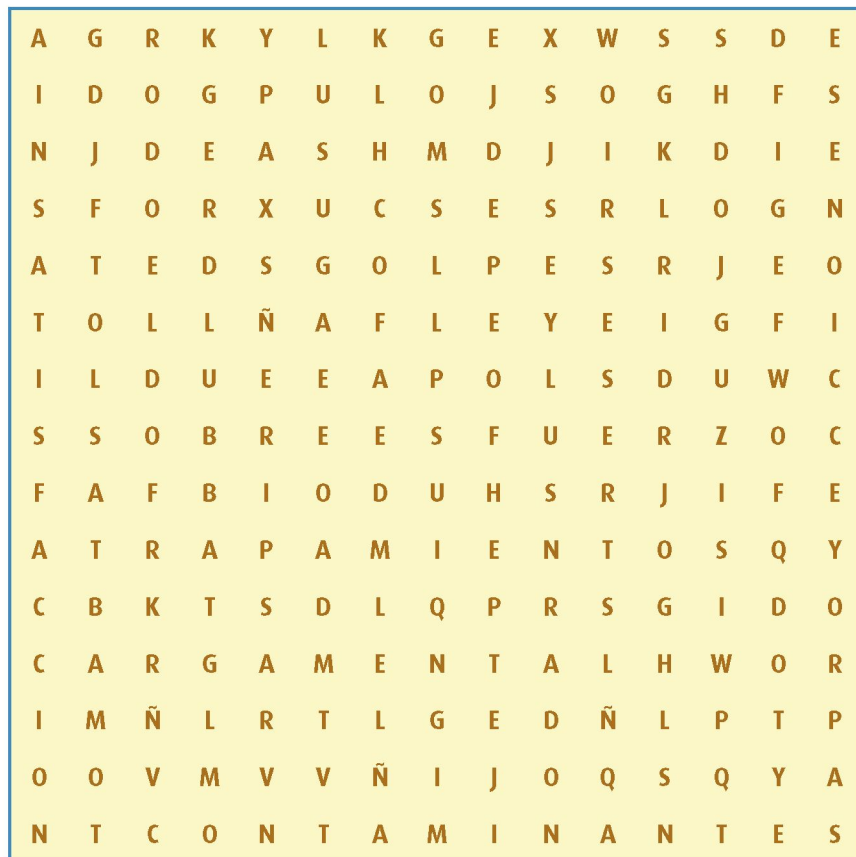 A G R K Y L K G E X W S S D E
I D O G P U L O J S O G H F S
N J D E A S H M D J I K D I E
S F O R X U C S E S R L O G N
A T E D S G O L P E S R J E O
T O L L Ñ A F L E Y E I G F I
I L D U E E A P O L S D U W C
S S O B R E E S F U E R Z O C
F A F B I O D U H S R J I F E
A T R A P A M I E N T O S Q Y
C B K T S D L Q P R S G I D O
C A R G A M E N T A L H W O R
I M Ñ L R T L G E D Ñ L P T P
O O V M V V Ñ I J O Q S Q Y A
N T C O N T A M I N A N T E S